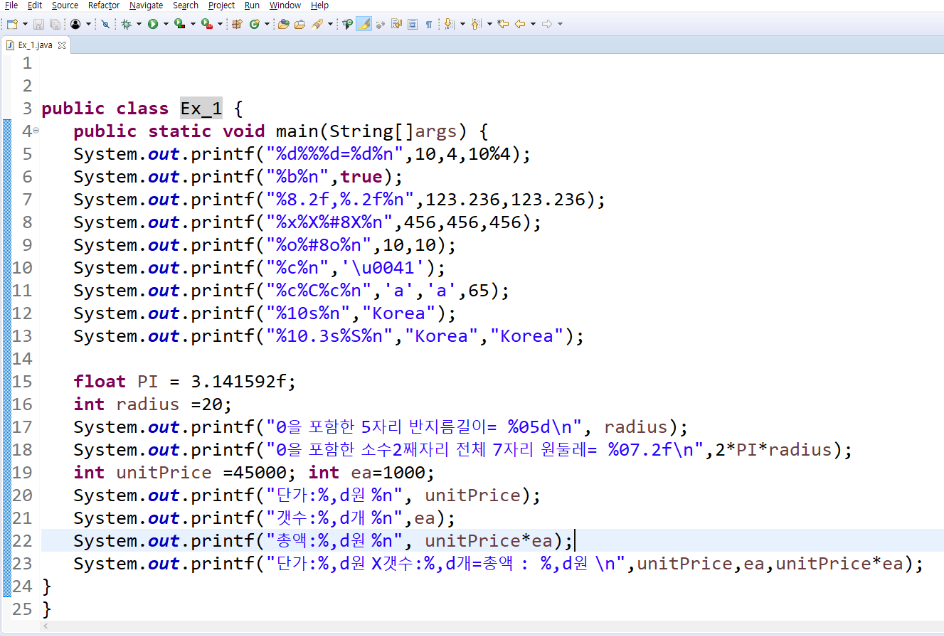 File Edit Source Refactor Navigate Search Project Run Window Help
Ex_1.java
1
2
3 public class Ex_1 {
4 public static void main(String[]args) {
5 System.out.printf("%d%%%d=%d%n",10,4,10%4);
6 System.out.printf("%b%n",true);
7 System.out.printf("%8.2f,%.2f%n",123.236,123.236);
8 System.out.printf("%x%X%#8X%n",456,456,456);
9 System.out.printf("%o%#8o%n",10,10);
10 System.out.printf("%c%n",'\u0041');
11 System.out.printf("%c%C%c%n",'a','a',65);
12 System.out.printf("%10s%n","Korea");
13 System.out.printf("%10.3s%S%n","Korea","Korea");
14
15 float PI = 3.141592f;
16 int radius =20;
17 System.out.printf("0을 포함한 5자리 반지름길이= %05d\n", radius);
18 System.out.printf("0을 포함한 소수2째자리 전체 7자리 원둘레= %07.2f\n",2*PI*radius);
19 int unitPrice =45000; int ea=1000;
20 System.out.printf("단가:%,d원 %n", unitPrice);
21 System.out.printf("갯수:%,d개 %n",ea);
22 System.out.printf("총액:%,d원 %n", unitPrice*ea);
23 System.out.printf("단가:%,d원 X갯수:%,d개=총액 : %,d원 \n",unitPrice,ea,unitPrice*ea);
24 }
25 }